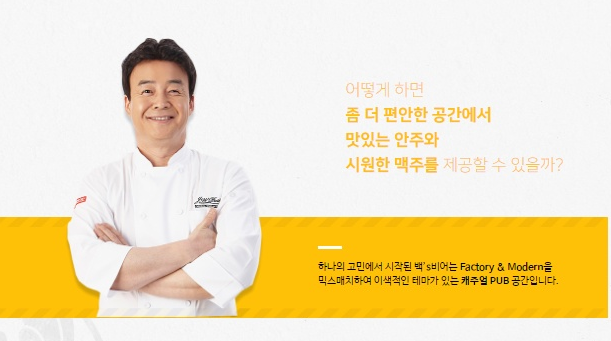 어떻게 하면
좀 더 편안한 공간에서
맛있는 안주와
시원한 맥주를 제공할 수 있을까?
하나의 고민에서 시작된 백's비어는 Factory & Modern을
믹스매치하여 이색적인 테마가 있는 캐주얼 PUB 공간입니다.